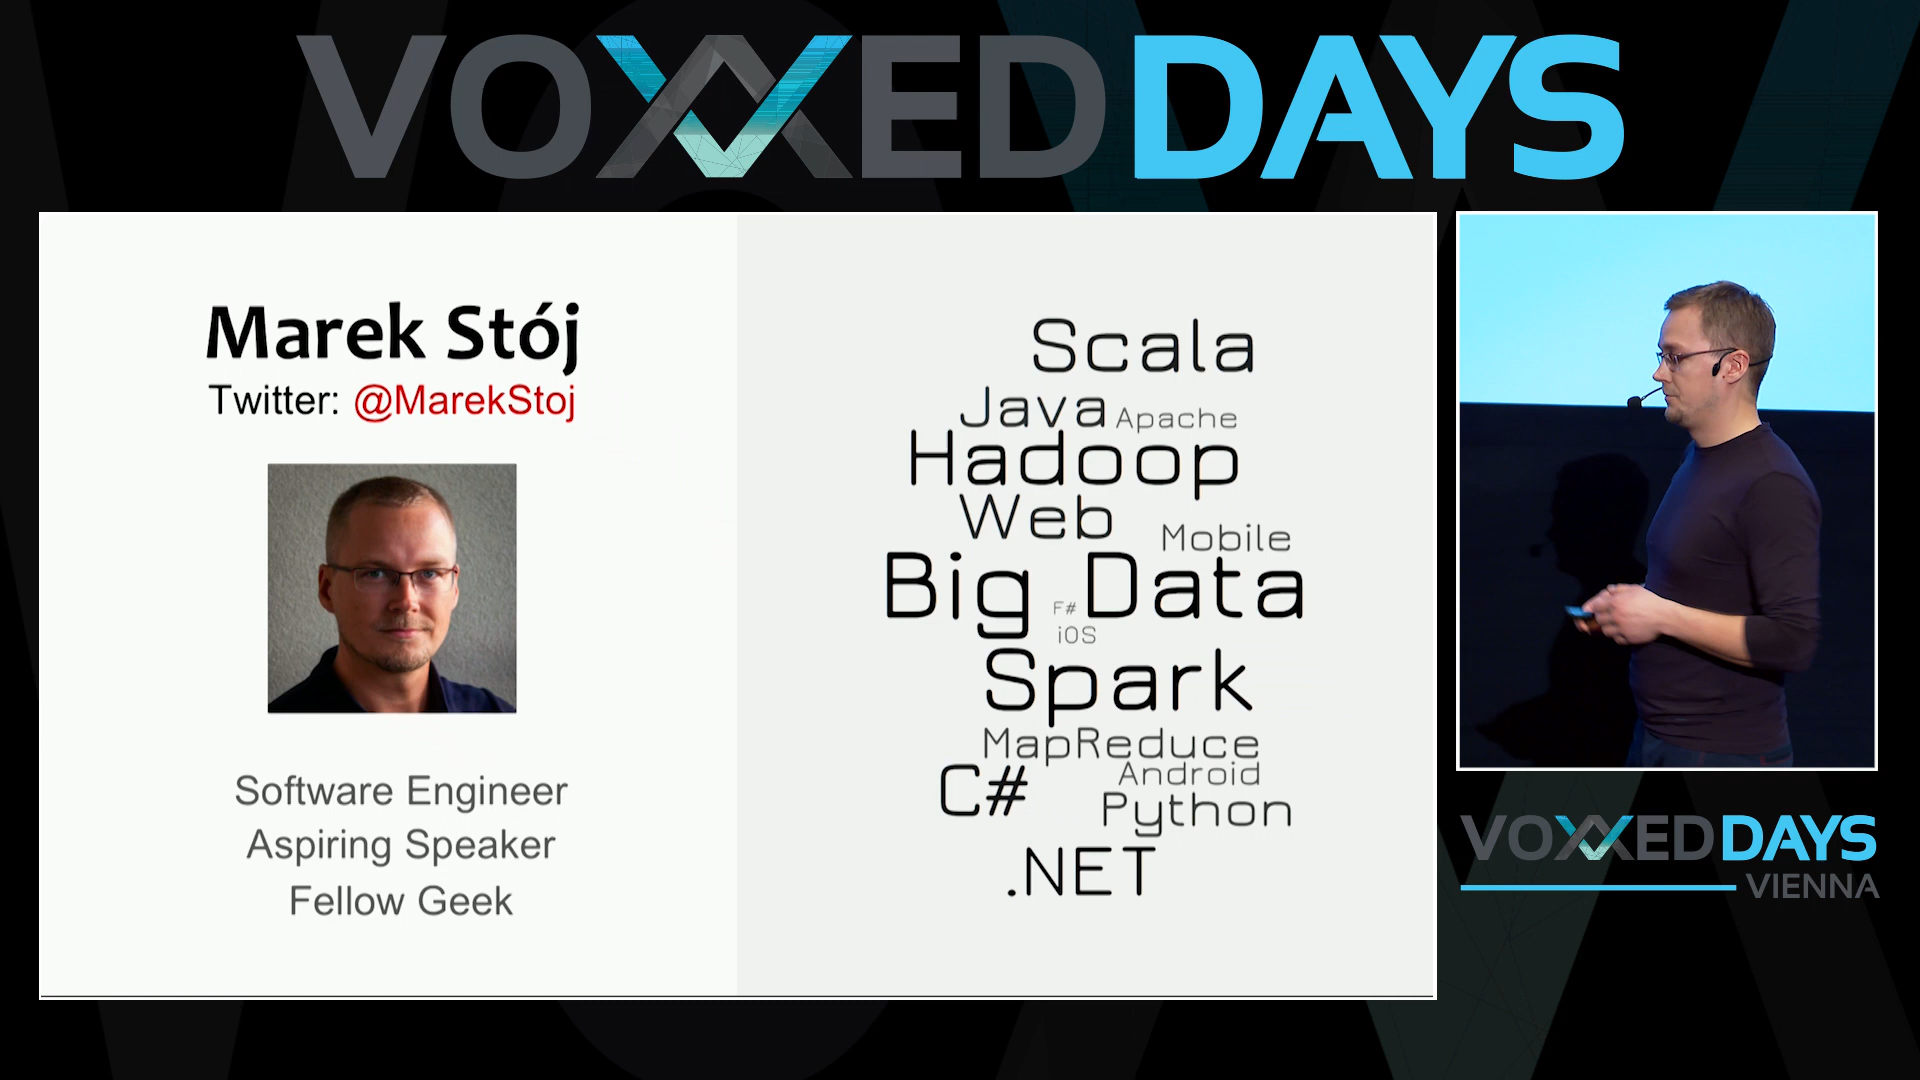 VOXXED DAYS
Marek Stój
Twitter: @MarekStoj
Software Engineer
Aspiring Speaker
Fellow Geek
Scala
Java Apache
Hadoop
Web
Mobile
Big Data
F#
iOS
Spark
MapReduce
Android
C#
Python
.NET
VOXXED DAYS
VIENNA